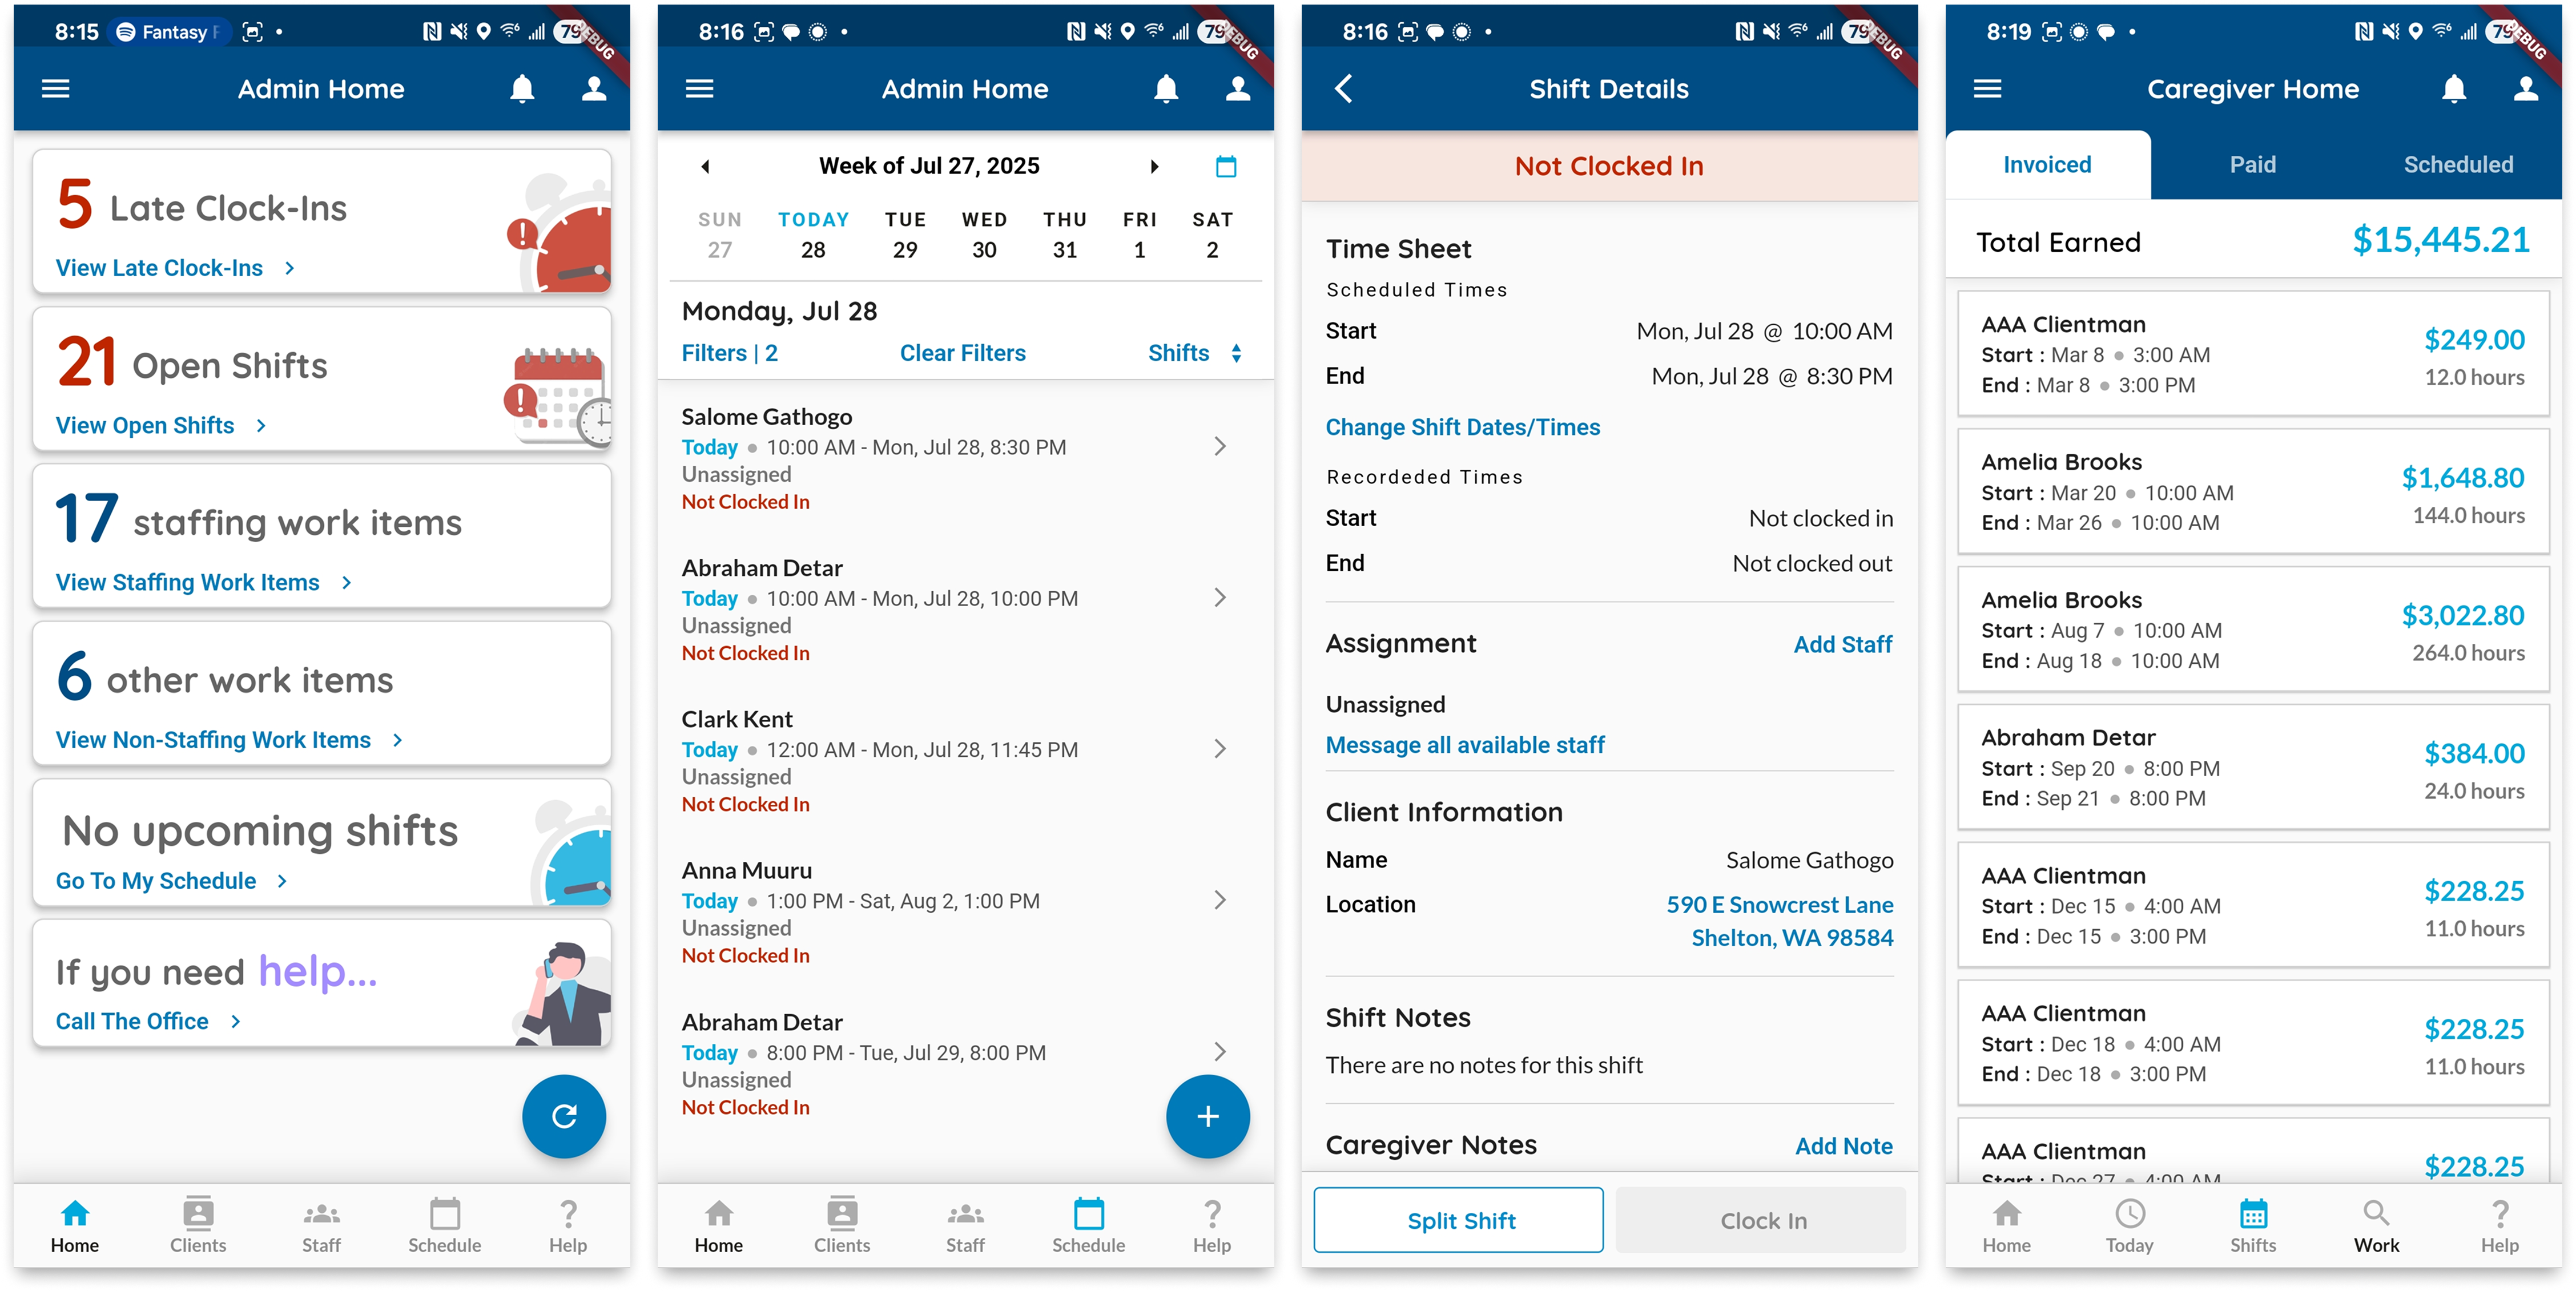 8:15 Fantasy F 79
DEBUG
Admin Home
5 Late Clock-Ins
View Late Clock-Ins
21 Open Shifts
View Open Shifts
17 staffing work items
View Staffing Work Items
6 other work items
View Non-Staffing Work Items
No upcoming shifts
Go To My Schedule
If you need help...
Call The Office
Home Clients Staff Schedule Help
8:16 79
DEBUG
Admin Home
Week of Jul 27, 2025
SUN TODAY TUE WED THU FRI SAT
27 28 29 30 31 1 2
Monday, Jul 28
Filters | 2 Clear Filters Shifts
Salome Gathogo
Today • 10:00 AM - Mon, Jul 28, 8:30 PM
Unassigned
Not Clocked In
Abraham Detar
Today • 10:00 AM - Mon, Jul 28, 10:00 PM
Unassigned
Not Clocked In
Clark Kent
Today • 12:00 AM - Mon, Jul 28, 11:45 PM
Unassigned
Not Clocked In
Anna Muuru
Today • 1:00 PM - Sat, Aug 2, 1:00 PM
Unassigned
Not Clocked In
Abraham Detar
Today • 8:00 PM - Tue, Jul 29, 8:00 PM
Unassigned
Not Clocked In
Home Clients Staff Schedule Help
8:16 79
DEBUG
Shift Details
Not Clocked In
Time Sheet
Scheduled Times
Start Mon, Jul 28 @ 10:00 AM
End Mon, Jul 28 @ 8:30 PM
Change Shift Dates/Times
Recordeded Times
Start Not clocked in
End Not clocked out
Assignment Add Staff
Unassigned
Message all available staff
Client Information
Name Salome Gathogo
Location 590 E Snowcrest Lane
Shelton, WA 98584
Shift Notes
There are no notes for this shift
Caregiver Notes Add Note
Split Shift Clock In
8:19 79
DEBUG
Caregiver Home
Invoiced Paid Scheduled
Total Earned $15,445.21
AAA Clientman
Start : Mar 8 • 3:00 AM
End : Mar 8 • 3:00 PM
$249.00
12.0 hours
Amelia Brooks
Start : Mar 20 • 10:00 AM
End : Mar 26 • 10:00 AM
$1,648.80
144.0 hours
Amelia Brooks
Start : Aug 7 • 10:00 AM
End : Aug 18 • 10:00 AM
$3,022.80
264.0 hours
Abraham Detar
Start : Sep 20 • 8:00 PM
End : Sep 21 • 8:00 PM
$384.00
24.0 hours
AAA Clientman
Start : Dec 15 • 4:00 AM
End : Dec 15 • 3:00 PM
$228.25
11.0 hours
AAA Clientman
Start : Dec 18 • 4:00 AM
End : Dec 18 • 3:00 PM
$228.25
11.0 hours
AAA Clientman
Start : Dec 27 • 4:00 AM
$228.25
Home Today Shifts Work Help